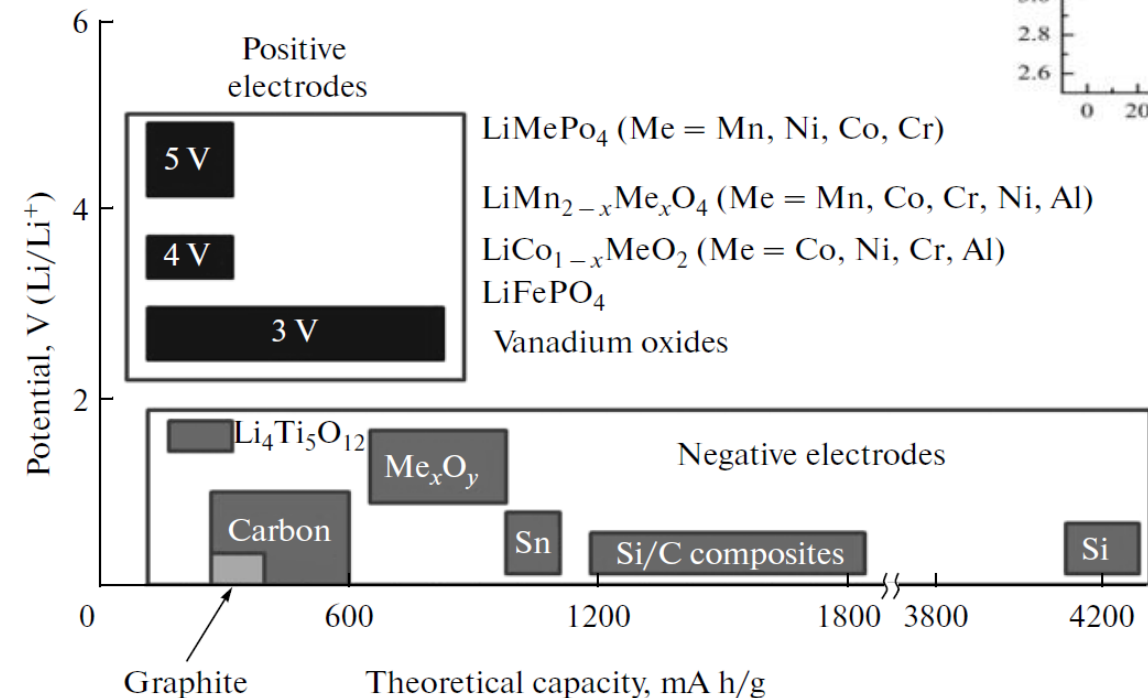 6
Positive
electrodes
2.8
2.6
0 20
5 V
LiMePo₄ (Me = Mn, Ni, Co, Cr)
4
LiMn₂₋ₓMeₓO₄ (Me = Mn, Co, Cr, Ni, Al)
4 V
LiCo₁₋ₓMeO₂ (Me = Co, Ni, Cr, Al)
LiFePO₄
3 V
Vanadium oxides
Potential, V (Li/Li⁺)
2
Li₄Ti₅O₁₂
MeₓOᵧ
Negative electrodes
Carbon
Sn
Si/C composites
Si
0 600 1200 1800 3800 4200
Graphite
Theoretical capacity, mA h/g